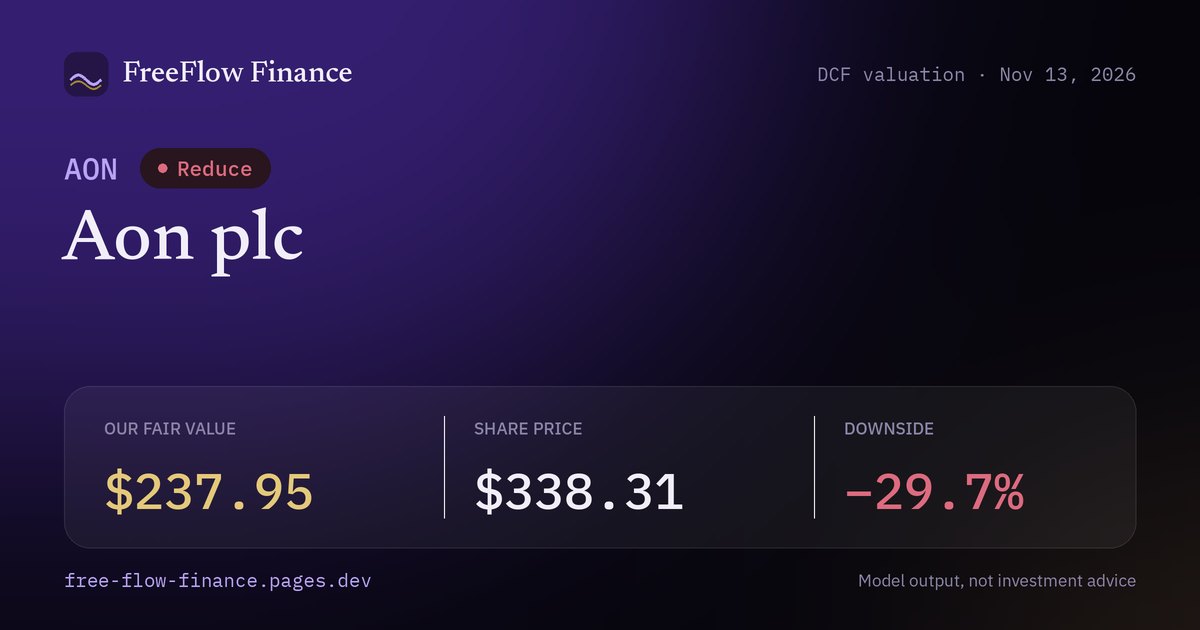 FreeFlow Finance
DCF valuation · Nov 13, 2026
AON
Reduce
Aon plc
OUR FAIR VALUE
$237.95
SHARE PRICE
$338.31
DOWNSIDE
−29.7%
free-flow-finance.pages.dev
Model output, not investment advice